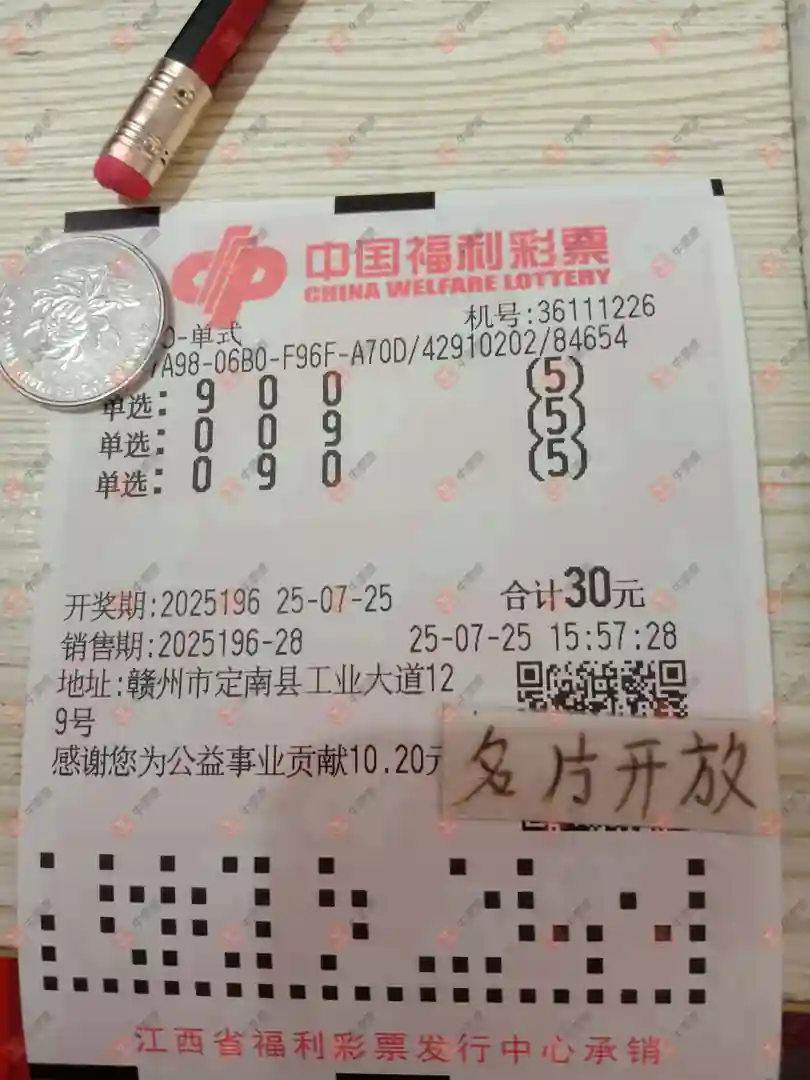 中国福利彩票
CHINA WELFARE LOTTERY
机号:36111226
D-单式
7A98-06B0-F96F-A70D/42910202/84654
单选: 9 0 0 (5)
单选: 0 0 9 (5)
单选: 0 9 0 (5)
开奖期:2025196 25-07-25 合计30元
销售期:2025196-28 25-07-25 15:57:28
地址:赣州市定南县工业大道12
9号
感谢您为公益事业贡献10.20元
名片开放
江西省福利彩票发行中心承销